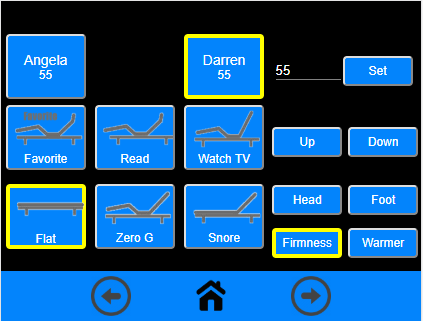 Angela
55
Darren
55
55
Set
Favorite
Read
Watch TV
Up
Down
Flat
Zero G
Snore
Head
Foot
Firmness
Warmer